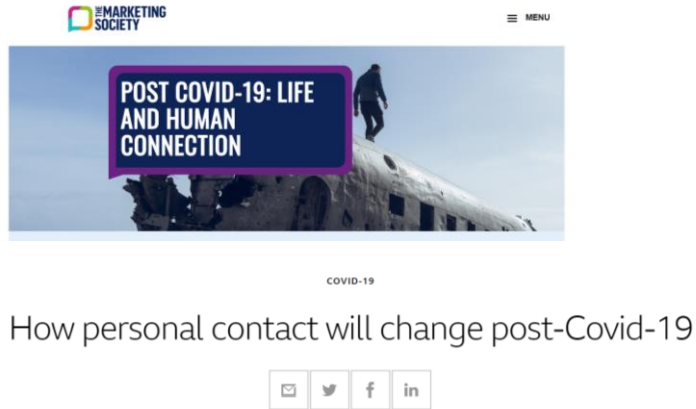 THE MARKETING
SOCIETY
MENU
POST COVID-19: LIFE
AND HUMAN
CONNECTION
COVID-19
How personal contact will change post-Covid-19
f
in